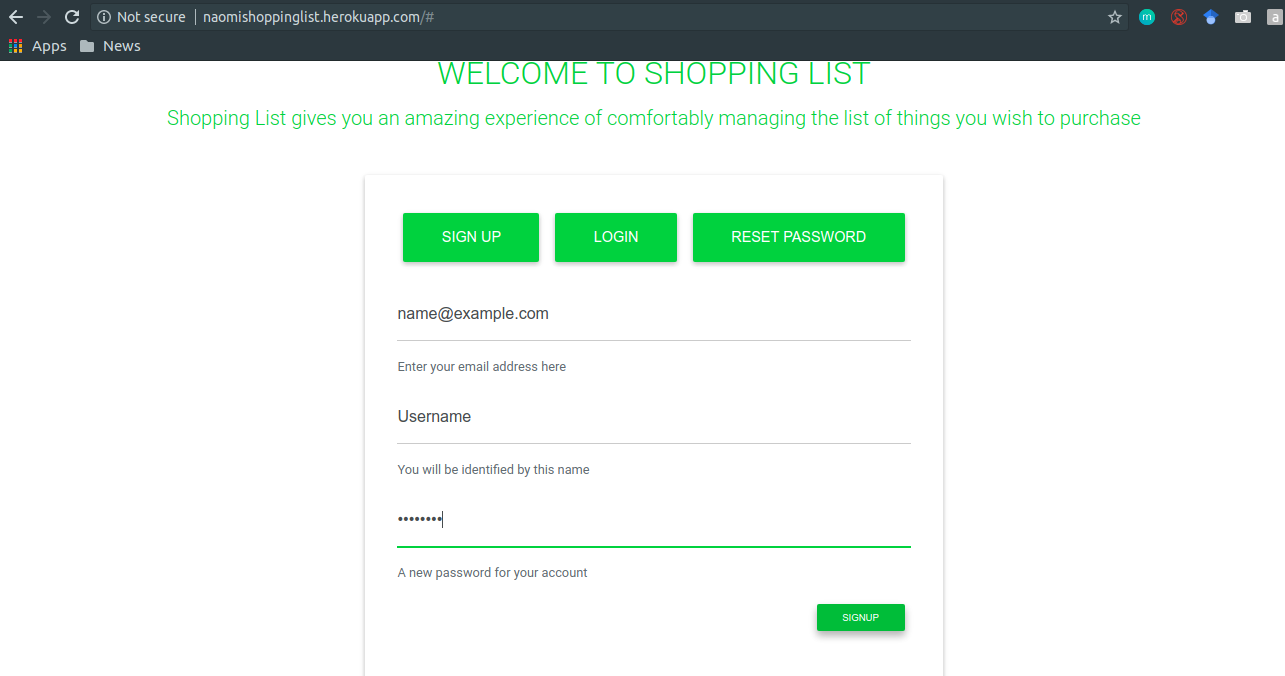 Not secure | naomishoppinglist.herokuapp.com/#
m
a
Apps News
WELCOME TO SHOPPING LIST
Shopping List gives you an amazing experience of comfortably managing the list of things you wish to purchase
SIGN UP LOGIN RESET PASSWORD
name@example.com
Enter your email address here
Username
You will be identified by this name
••••••••
A new password for your account
SIGNUP